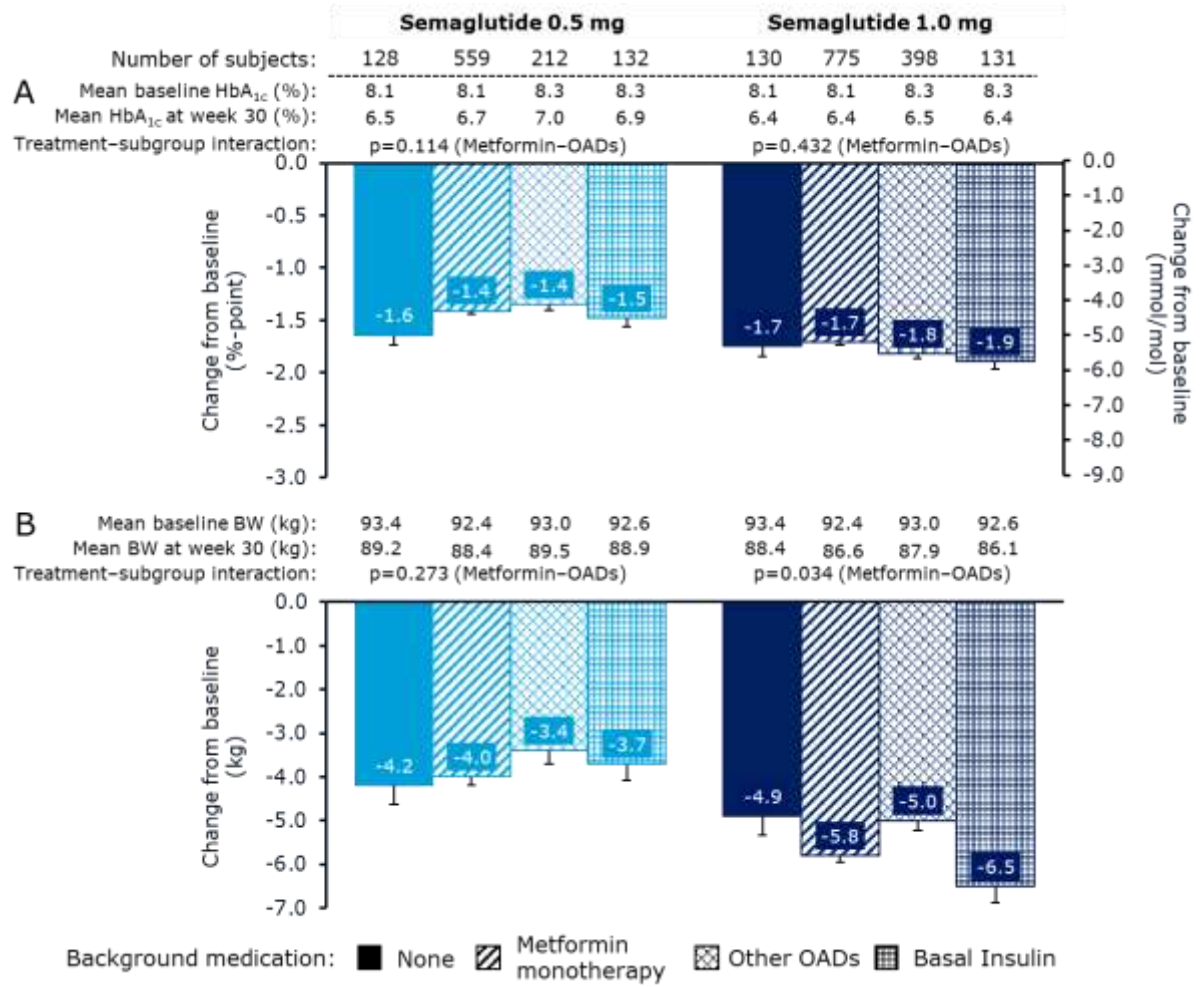 Semaglutide 0.5 mg Semaglutide 1.0 mg
Number of subjects: 128 559 212 132 130 775 398 131
A
Mean baseline HbA1c (%): 8.1 8.1 8.3 8.3 8.1 8.1 8.3 8.3
Mean HbA1c at week 30 (%): 6.5 6.7 7.0 6.9 6.4 6.4 6.5 6.4
Treatment–subgroup interaction: p=0.114 (Metformin–OADs) p=0.432 (Metformin–OADs)
Change from baseline
(%-point)
0.0
-0.5
-1.0
-1.5
-2.0
-2.5
-3.0
-1.6 -1.4 -1.4 -1.5 -1.7 -1.7 -1.8 -1.9
0.0
-1.0
-2.0
-3.0
-4.0
-5.0
-6.0
-7.0
-8.0
-9.0
Change from baseline
(mmol/mol)
B
Mean baseline BW (kg): 93.4 92.4 93.0 92.6 93.4 92.4 93.0 92.6
Mean BW at week 30 (kg): 89.2 88.4 89.5 88.9 88.4 86.6 87.9 86.1
Treatment–subgroup interaction: p=0.273 (Metformin–OADs) p=0.034 (Metformin–OADs)
Change from baseline
(kg)
0.0
-1.0
-2.0
-3.0
-4.0
-5.0
-6.0
-7.0
-4.2 -4.0 -3.4 -3.7 -4.9 -5.8 -5.0 -6.5
Background medication: None Metformin
monotherapy Other OADs Basal Insulin